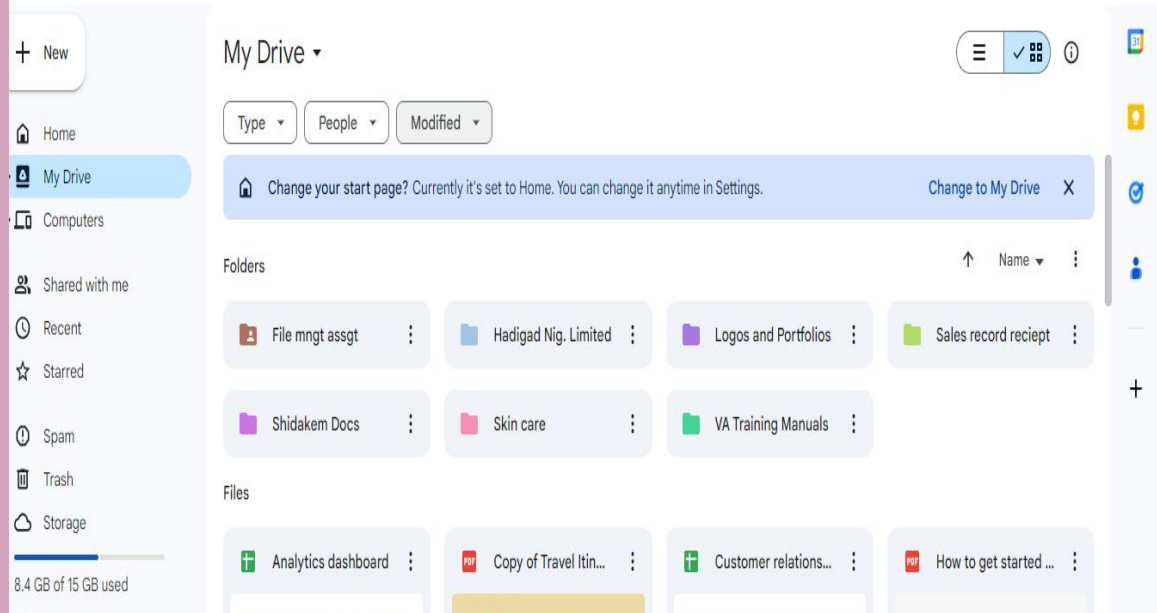 New
Home
My Drive
Computers
Shared with me
Recent
Starred
Spam
Trash
Storage
8.4 GB of 15 GB used
My Drive
Type People Modified
Change your start page? Currently it's set to Home. You can change it anytime in Settings. Change to My Drive X
Folders Name
File mngt assgt Hadigad Nig. Limited Logos and Portfolios Sales record reciept
Shidakem Docs Skin care VA Training Manuals
Files
Analytics dashboard PDF Copy of Travel Itin... Customer relations... PDF How to get started ...
31